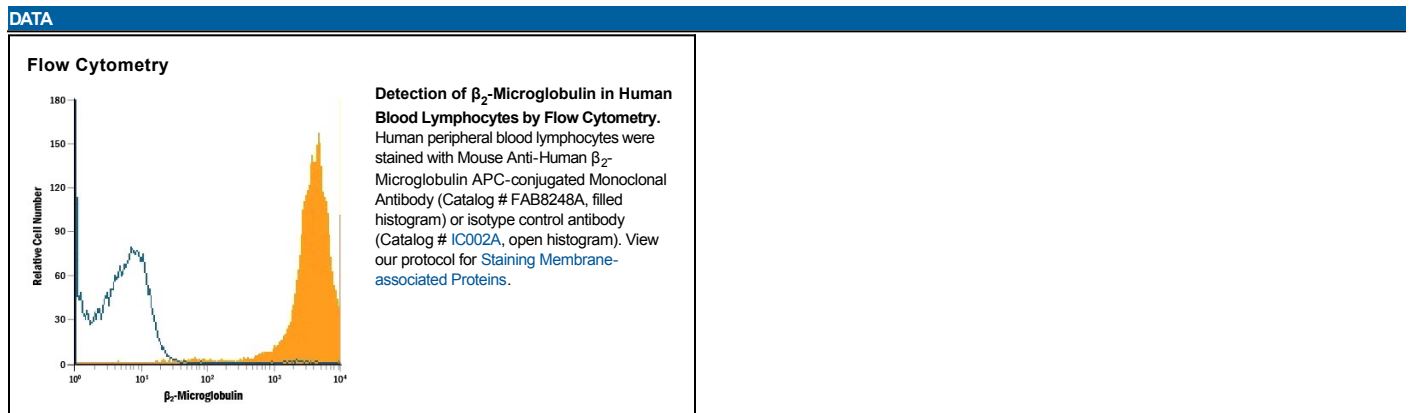 DATA
Flow Cytometry
180
150
120
90
60
30
0
Relative Cell Number
10⁰ 10¹ 10² 10³ 10⁴
β₂-Microglobulin
Detection of β₂-Microglobulin in Human
Blood Lymphocytes by Flow Cytometry.
Human peripheral blood lymphocytes were
stained with Mouse Anti-Human β₂-
Microglobulin APC-conjugated Monoclonal
Antibody (Catalog # FAB8248A, filled
histogram) or isotype control antibody
(Catalog # IC002A, open histogram). View
our protocol for Staining Membrane-
associated Proteins.